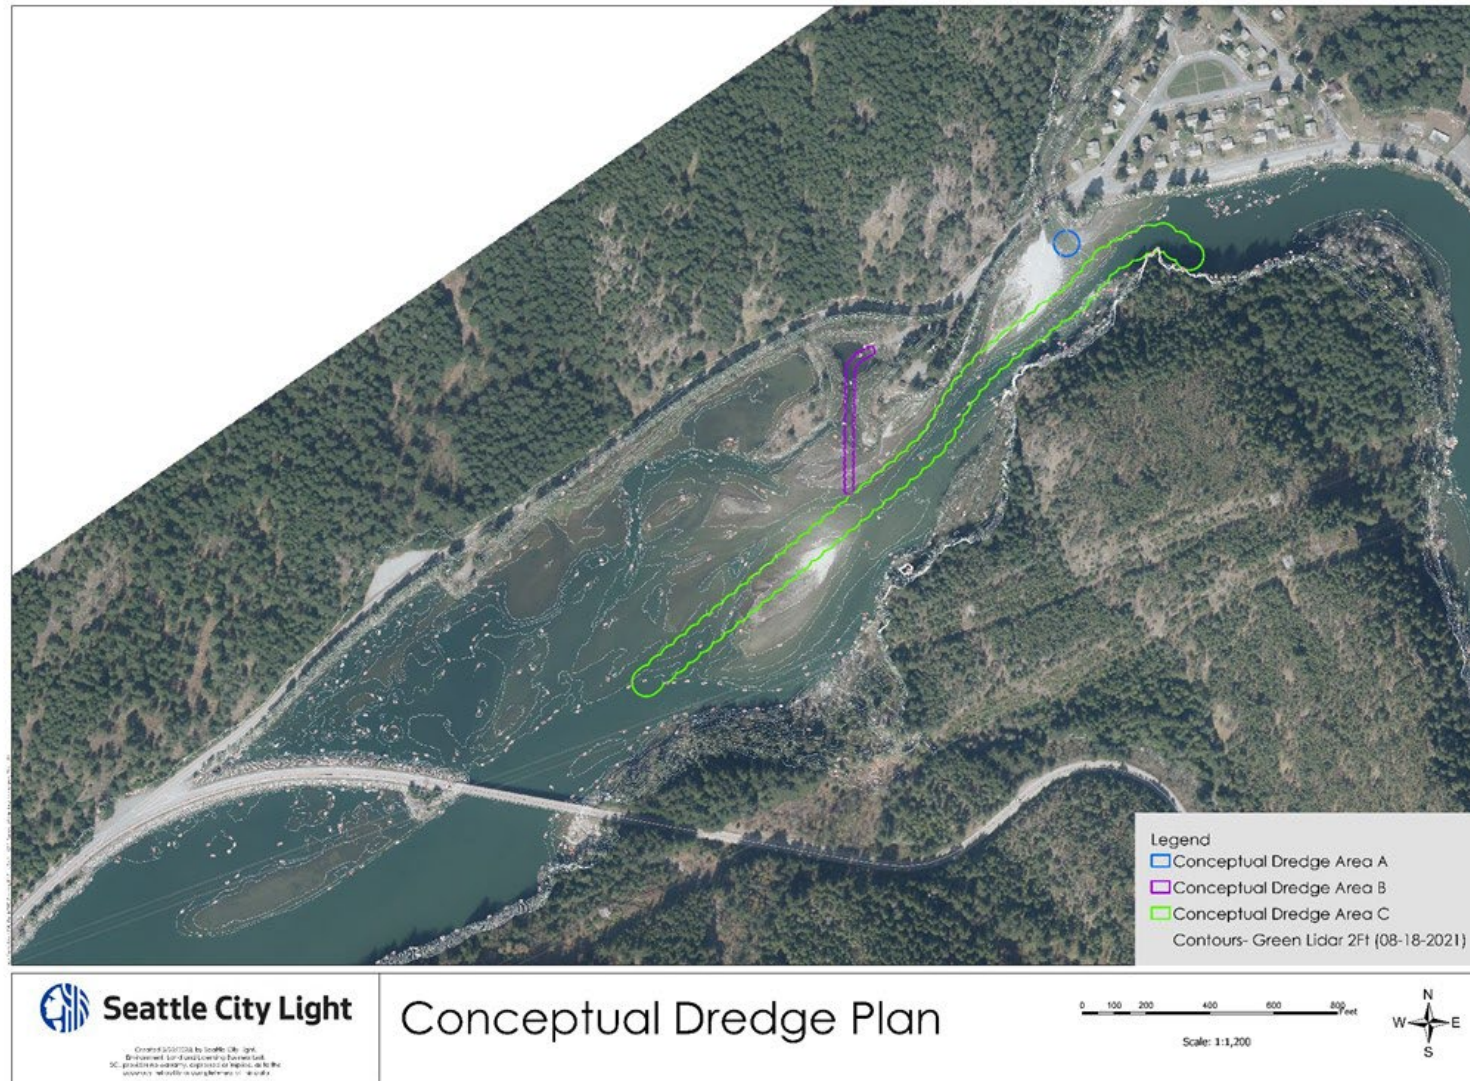 Legend
Conceptual Dredge Area A
Conceptual Dredge Area B
Conceptual Dredge Area C
Contours- Green Lidar 2Ft (08-18-2021)
Seattle City Light
Conceptual Dredge Plan
0 100 200 400 600 800
Feet
Scale: 1:1,200
N
W E
S